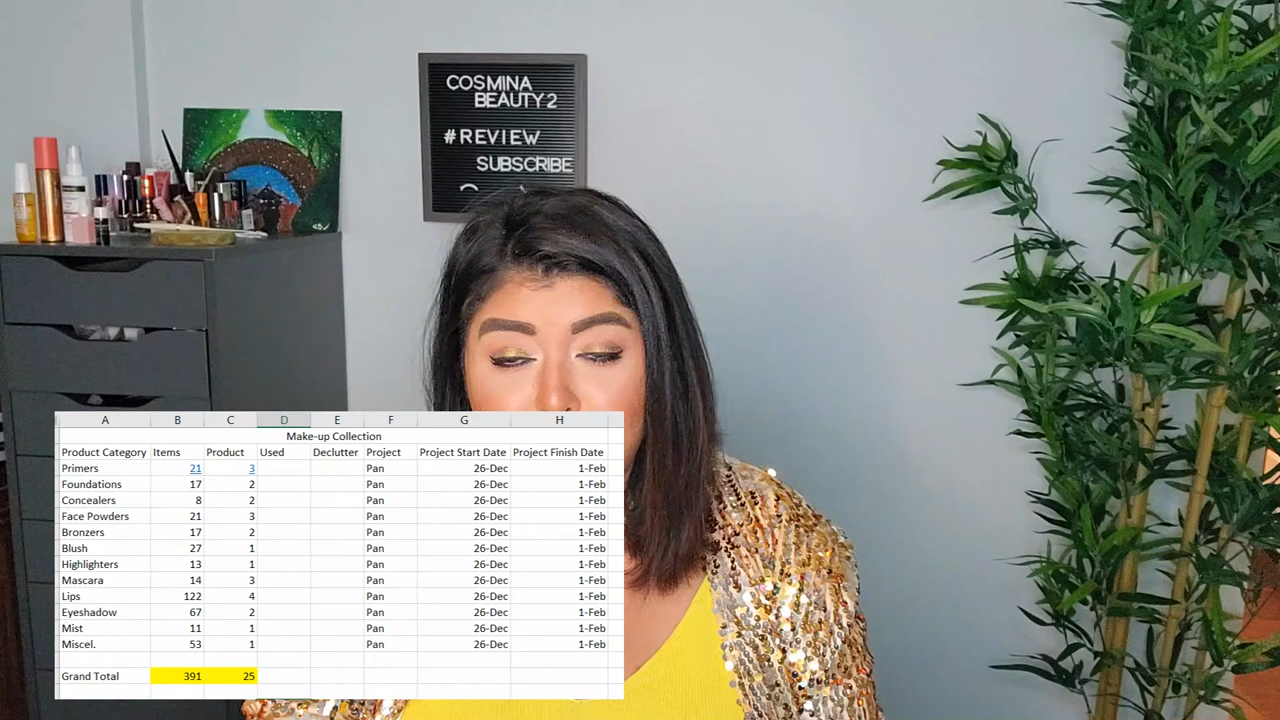 COSMINA
BEAUTY 2
#REVIEW
SUBSCRIBE
A B C D E F G H
Make-up Collection
Product Category Items Product Used Declutter Project Project Start Date Project Finish Date
Primers 21 3 Pan 26-Dec 1-Feb
Foundations 17 2 Pan 26-Dec 1-Feb
Concealers 8 2 Pan 26-Dec 1-Feb
Face Powders 21 3 Pan 26-Dec 1-Feb
Bronzers 17 2 Pan 26-Dec 1-Feb
Blush 27 1 Pan 26-Dec 1-Feb
Highlighters 13 1 Pan 26-Dec 1-Feb
Mascara 14 3 Pan 26-Dec 1-Feb
Lips 122 4 Pan 26-Dec 1-Feb
Eyeshadow 67 2 Pan 26-Dec 1-Feb
Mist 11 1 Pan 26-Dec 1-Feb
Miscel. 53 1 Pan 26-Dec 1-Feb
Grand Total 391 25